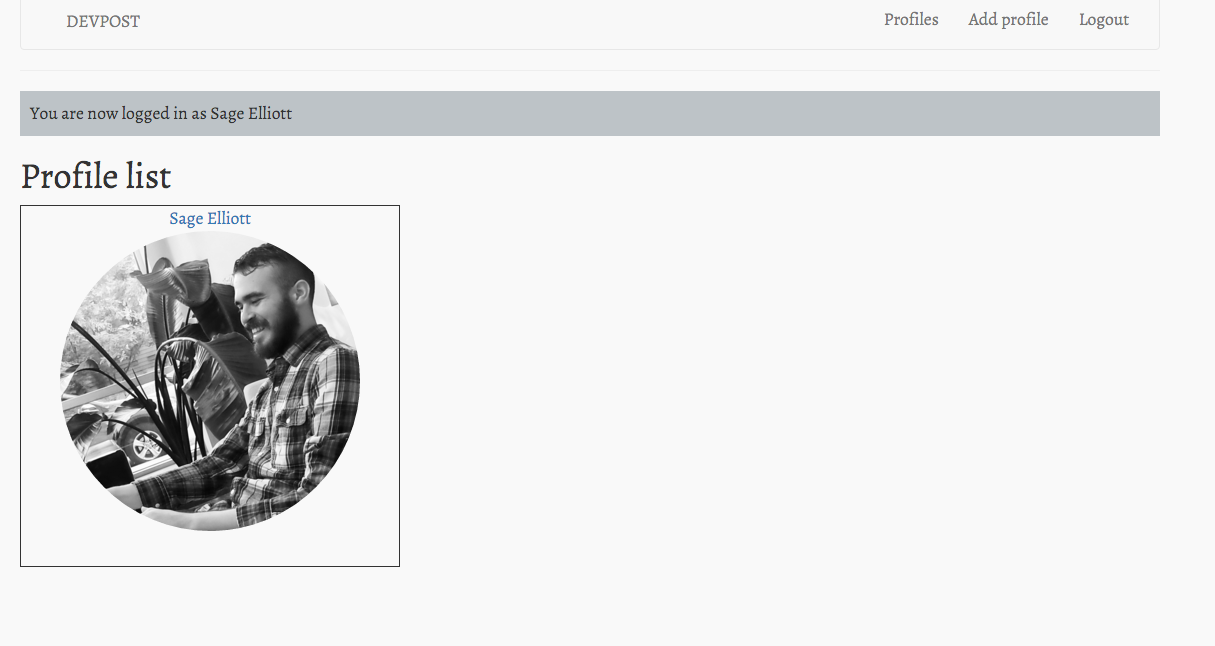 DEVPOST
Profiles Add profile Logout
You are now logged in as Sage Elliott
Profile list
Sage Elliott